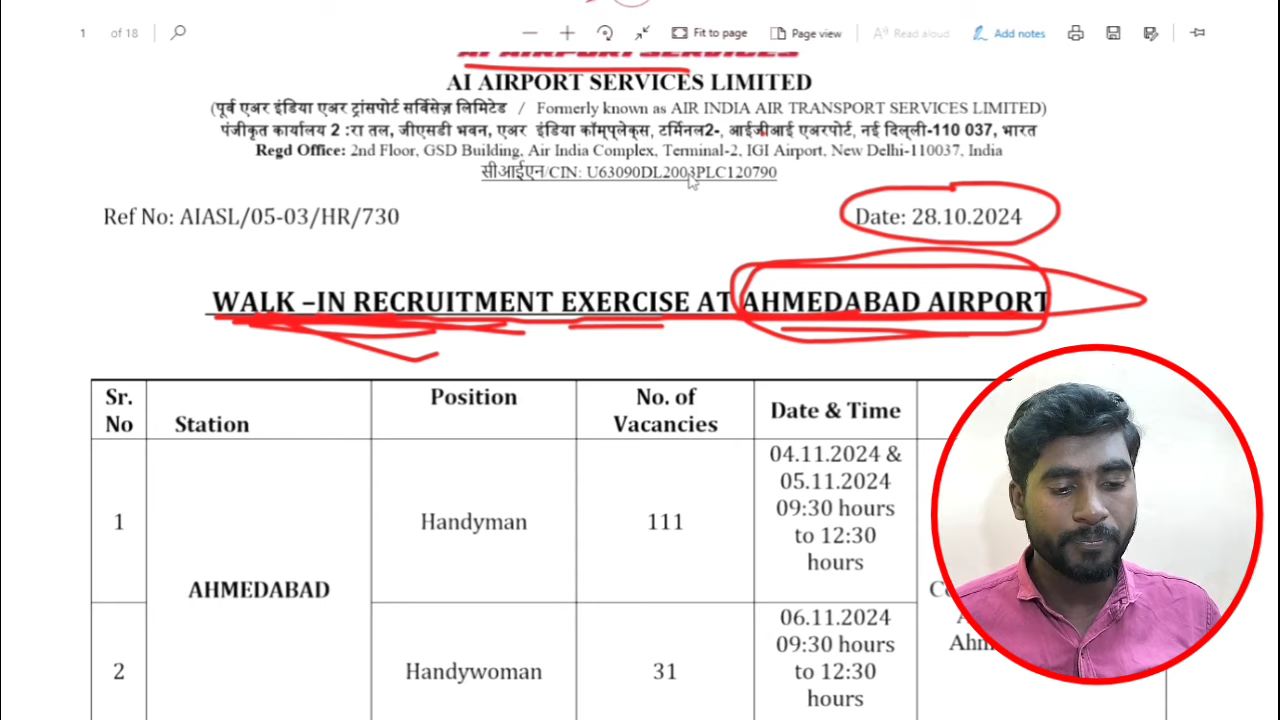 1 of 18 Fit to page Page view Read aloud Add notes
AI AIRPORT SERVICES
AI AIRPORT SERVICES LIMITED
(पूर्व एअर इंडिया एअर ट्रांसपोर्ट सर्विसेज़ लिमिटेड / Formerly known as AIR INDIA AIR TRANSPORT SERVICES LIMITED)
पंजीकृत कार्यालय 2 :रा तल, जीएसडी भवन, एअर इंडिया कॉम्प्लेक्स, टर्मिनल2-, आईजीआई एअरपोर्ट, नई दिल्ली-110 037, भारत
Regd Office: 2nd Floor, GSD Building, Air India Complex, Terminal-2, IGI Airport, New Delhi-110037, India
सीआईएन/CIN: U63090DL2003PLC120790
Ref No: AIASL/05-03/HR/730 Date: 28.10.2024
WALK –IN RECRUITMENT EXERCISE AT AHMEDABAD AIRPORT
Sr. No Station Position No. of Vacancies Date & Time
1 AHMEDABAD Handyman 111 04.11.2024 &
05.11.2024
09:30 hours
to 12:30
hours
2 Handywoman 31 06.11.2024
09:30 hours
to 12:30
hours